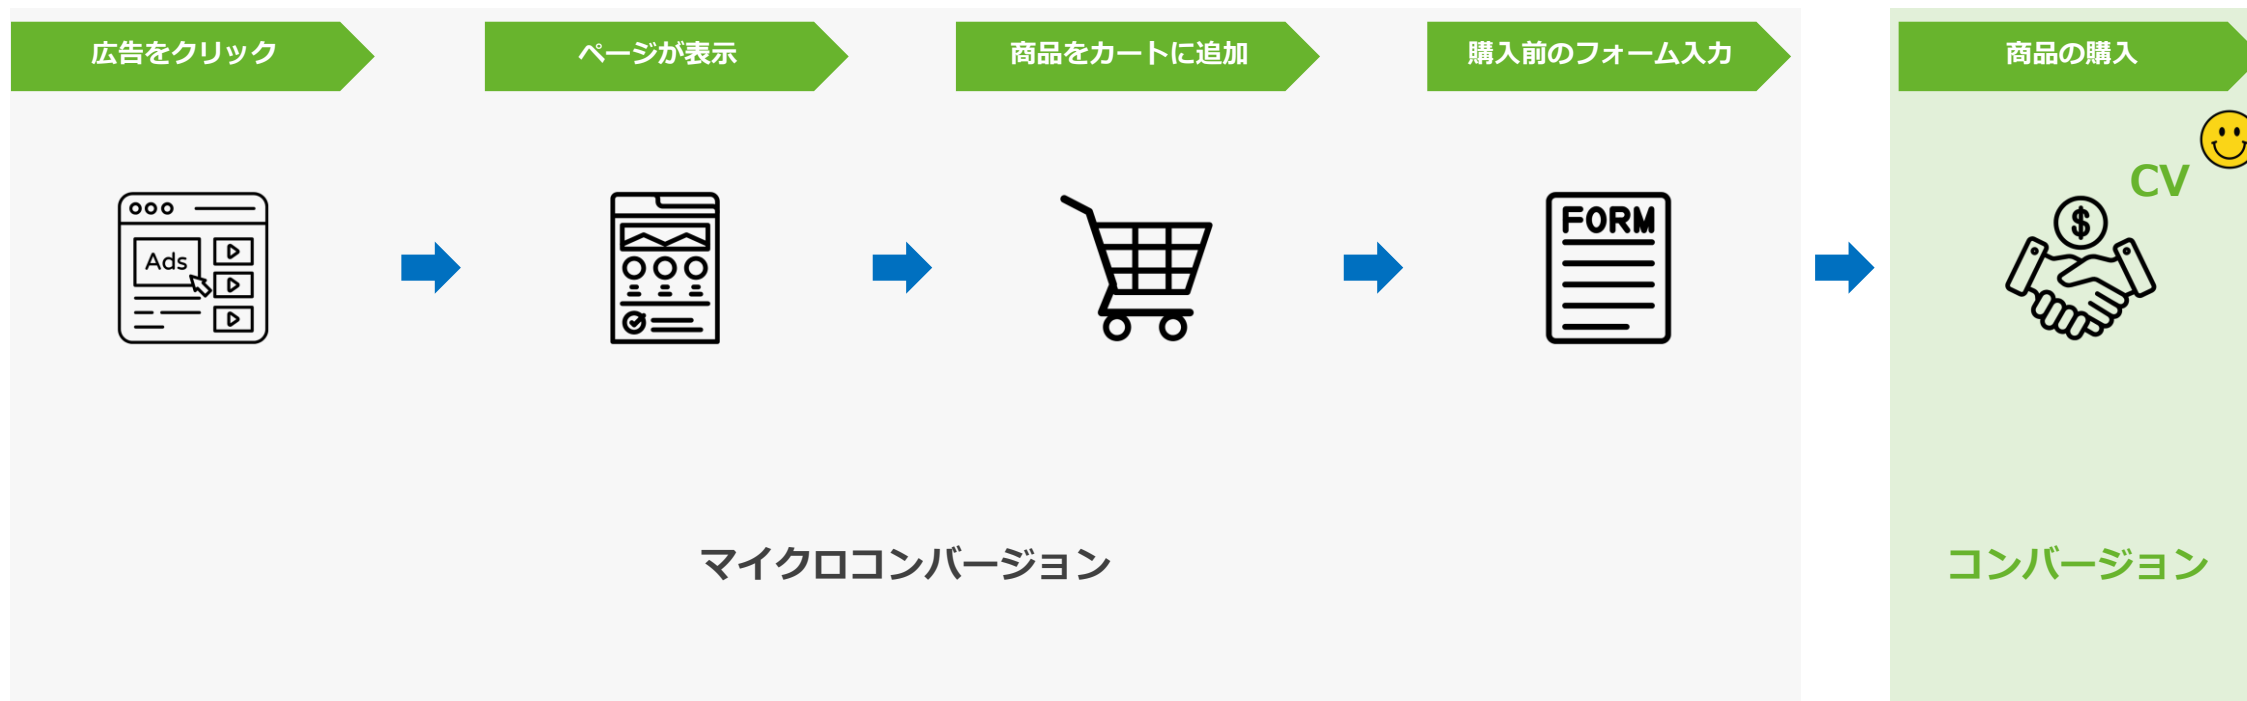 広告をクリック
ページが表示
商品をカートに追加
購入前のフォーム入力
商品の購入
Ads
FORM
CV
$
マイクロコンバージョン
コンバージョン